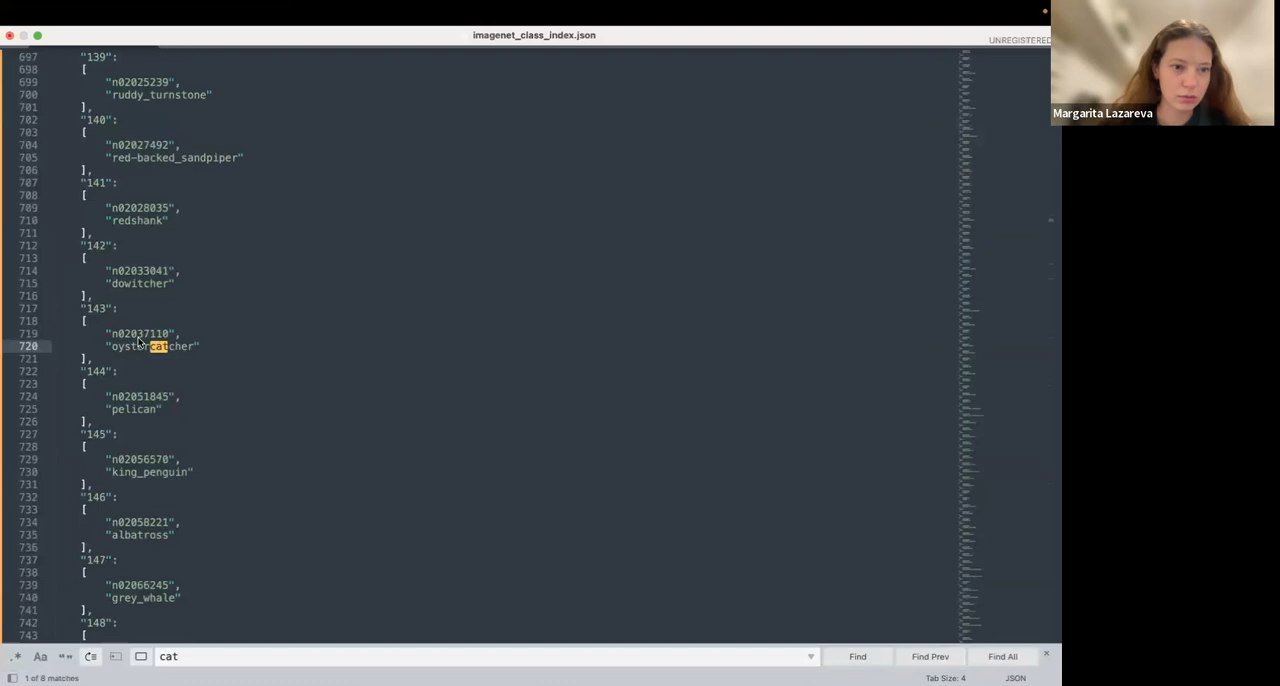 imagenet_class_index.json
UNREGISTERED
697 "139":
698 [
699 "n02025239",
700 "ruddy_turnstone"
701 ],
702 "140":
703 [
704 "n02027492",
705 "red-backed_sandpiper"
706 ],
707 "141":
708 [
709 "n02028035",
710 "redshank"
711 ],
712 "142":
713 [
714 "n02033041",
715 "dowitcher"
716 ],
717 "143":
718 [
719 "n02037110",
720 "oystercatcher"
721 ],
722 "144":
723 [
724 "n02051845",
725 "pelican"
726 ],
727 "145":
728 [
729 "n02056570",
730 "king_penguin"
731 ],
732 "146":
733 [
734 "n02058221",
735 "albatross"
736 ],
737 "147":
738 [
739 "n02066245",
740 "grey_whale"
741 ],
742 "148":
743 [
.* Aa “” cat Find Find Prev Find All
1 of 8 matches Tab Size: 4 JSON
Margarita Lazareva